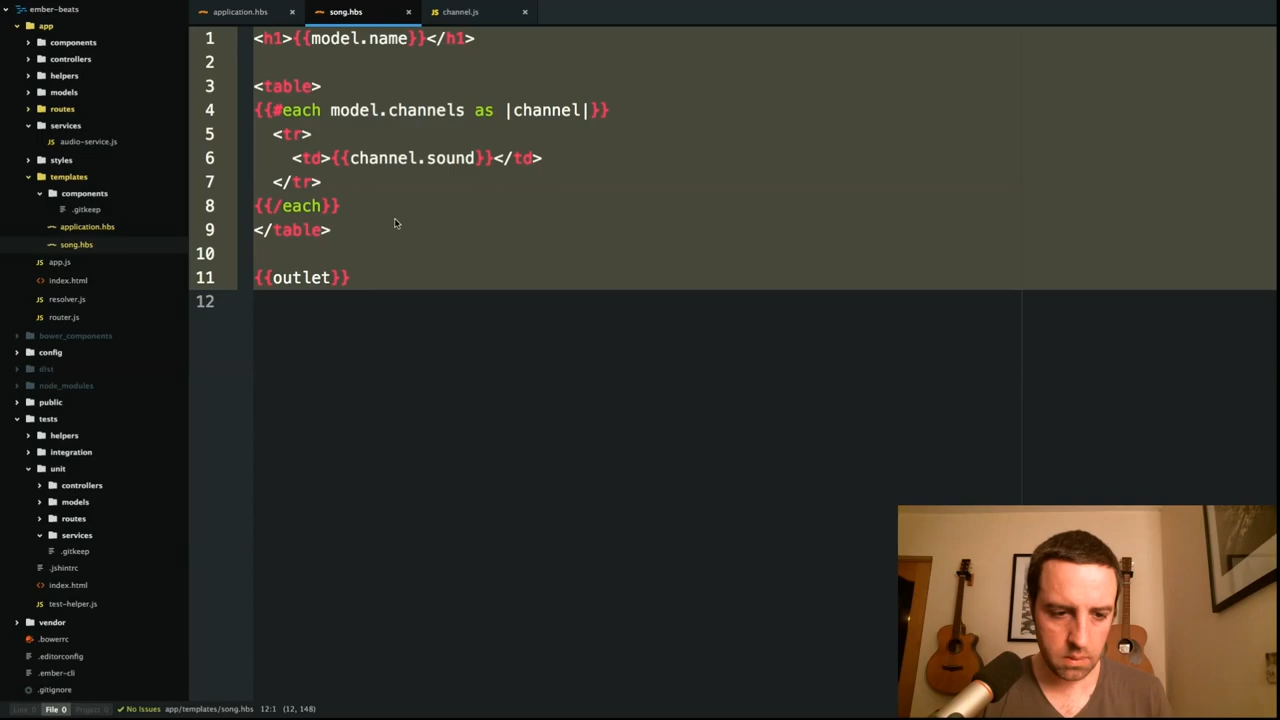 ember-beats
app
components
controllers
helpers
models
routes
services
audio-service.js
styles
templates
components
.gitkeep
application.hbs
song.hbs
app.js
index.html
resolver.js
router.js
bower_components
config
dist
node_modules
public
tests
helpers
integration
unit
controllers
models
routes
services
.gitkeep
.jshintrc
index.html
test-helper.js
vendor
.bowerrc
.editorconfig
.ember-cli
.gitignore
application.hbs
song.hbs
channel.js
1 <h1>{{model.name}}</h1>
2
3 <table>
4 {{#each model.channels as |channel|}}
5 <tr>
6 <td>{{channel.sound}}</td>
7 </tr>
8 {{/each}}
9 </table>
10
11 {{outlet}}
12
Line 0 File 0 Project 0 No Issues app/templates/song.hbs 12:1 (12, 148)